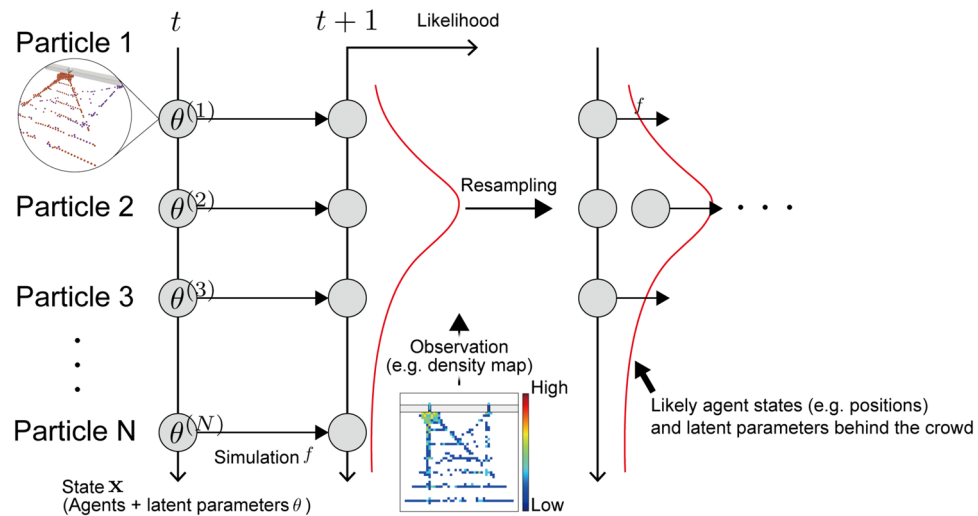 t
t + 1
Likelihood
Particle 1
θ(1)
f
Particle 2
θ(2)
Resampling
. . .
Particle 3
θ(3)
Observation
(e.g. density map)
High
Likely agent states (e.g. positions)
and latent parameters behind the crowd
Particle N
θ(N)
Simulation f
Low
State X
(Agents + latent parameters θ)